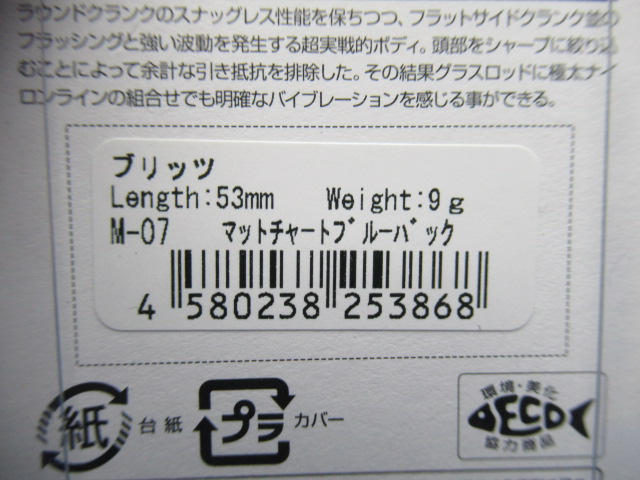 ラウンドクランクのスナッグレス性能を保ちつつ、フラットサイドクランク並の
フラッシングと強い波動を発生する超実戦的ボディ。頭部をシャープに絞り込
むことによって余計な引き抵抗を排除した。その結果グラスロッドに極太ナイ
ロンラインの組合せでも明確なバイブレーションを感じる事ができる。
ブリッツ
Length:53mm Weight:9g
M-07 ﾏｯﾄﾁｬｰﾄﾌﾞﾙｰﾊﾞｯｸ
4 580238 253868
紙 台紙 プラ カバー
環境・美化
ECO
協力商品